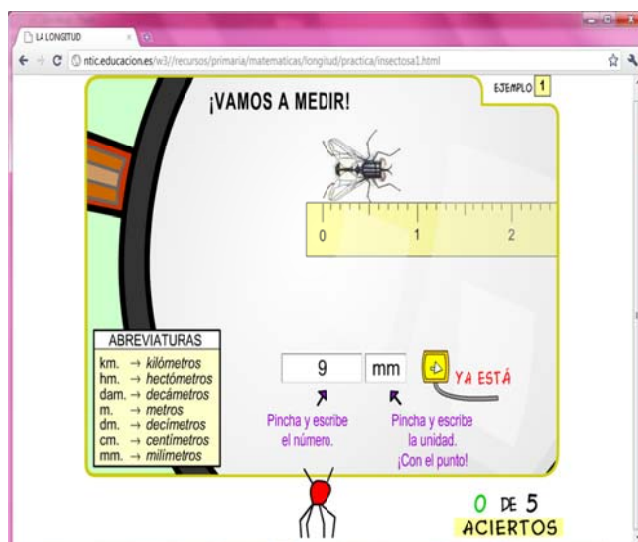 LA LONGITUD
ntic.educacion.es/w3//recursos/primaria/matematicas/longitud/practica/insectosa1.html
EJEMPLO 1
¡VAMOS A MEDIR!
0 1 2
ABREVIATURAS
km. → kilómetros
hm. → hectómetros
dam. → decámetros
m. → metros
dm. → decímetros
cm. → centímetros
mm. → milímetros
9 mm
YA ESTÁ
Pincha y escribe
el número.
Pincha y escribe
la unidad.
¡Con el punto!
0 DE 5
ACIERTOS